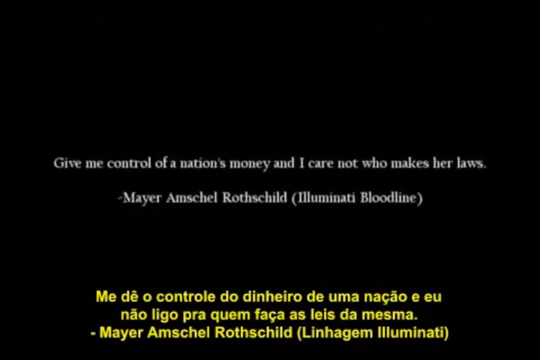 Give me control of a nation's money and I care not who makes her laws.
-Mayer Amschel Rothschild (Illuminati Bloodline)
Me dê o controle do dinheiro de uma nação e eu
não ligo pra quem faça as leis da mesma.
- Mayer Amschel Rothschild (Linhagem Illuminati)